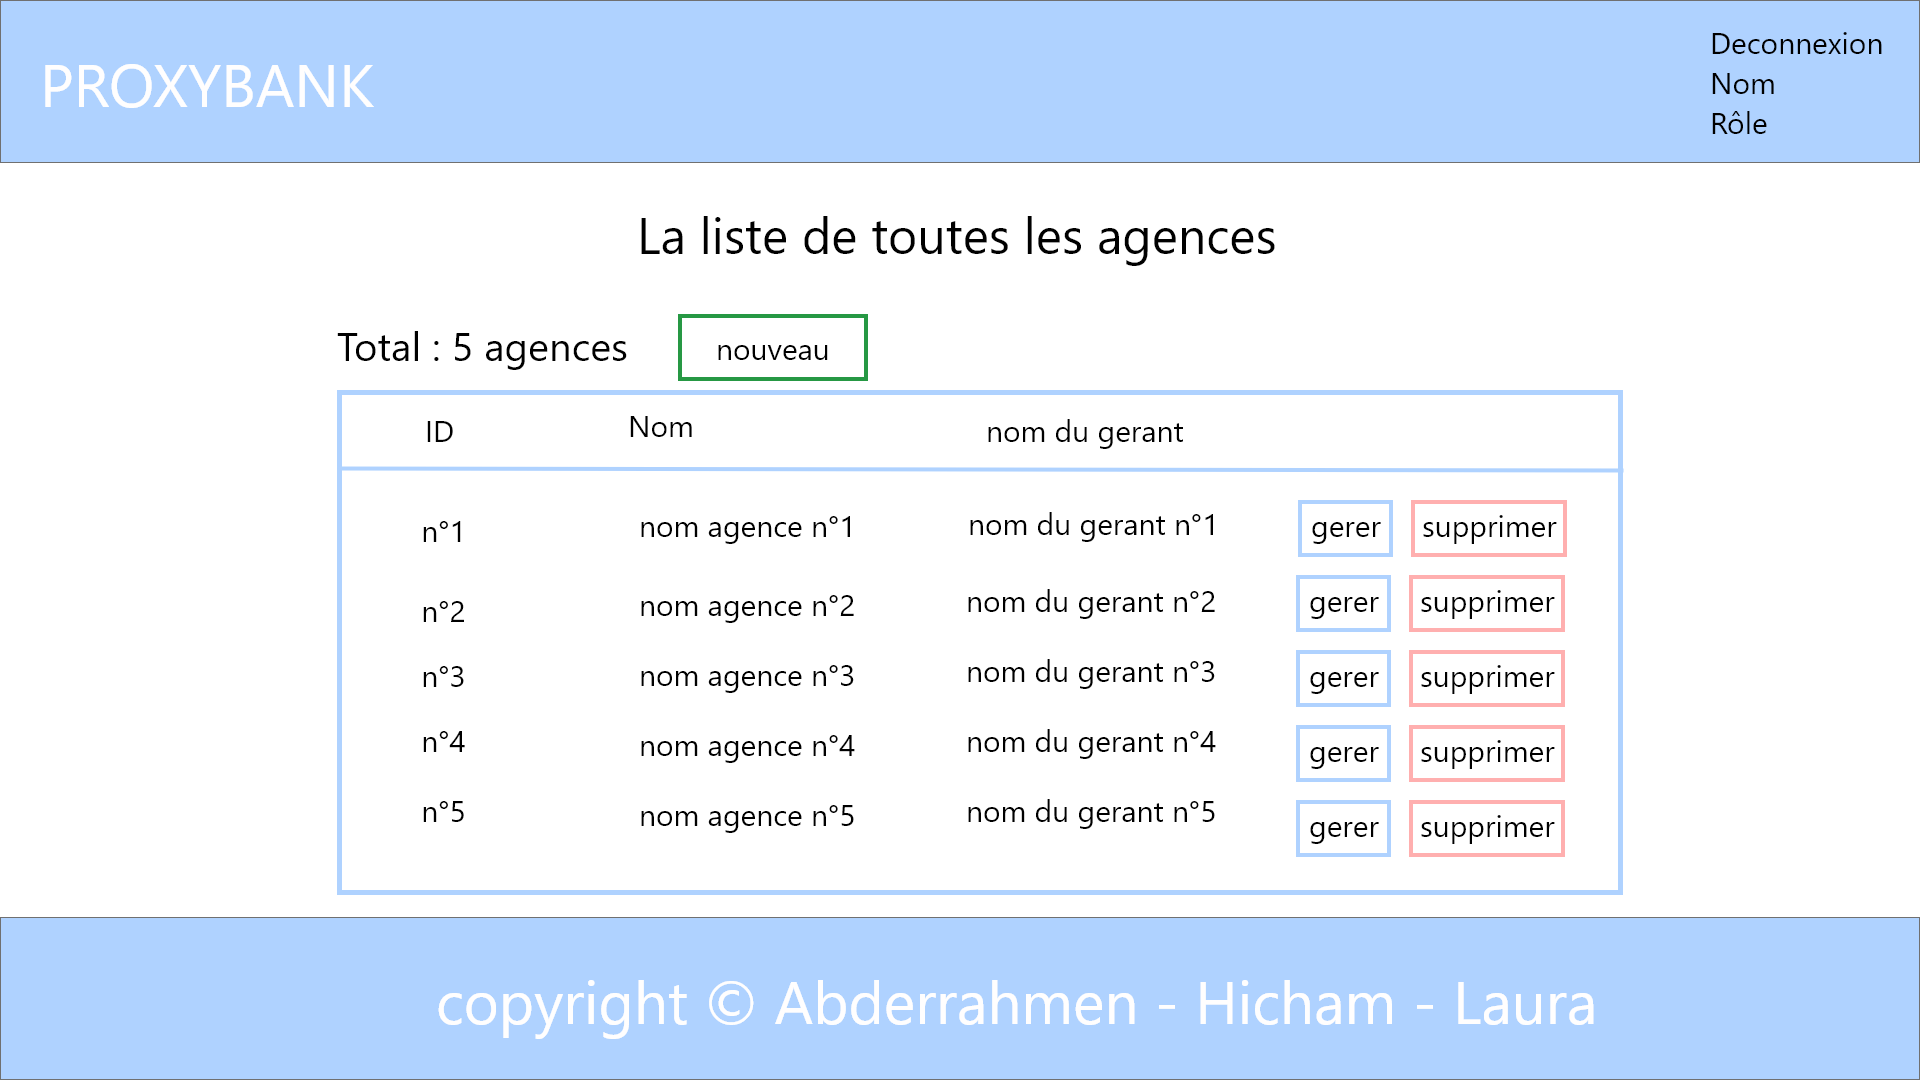 PROXYBANK
Deconnexion
Nom
Rôle
La liste de toutes les agences
Total : 5 agences
nouveau
ID Nom nom du gerant
n°1 nom agence n°1 nom du gerant n°1 gerer supprimer
n°2 nom agence n°2 nom du gerant n°2 gerer supprimer
n°3 nom agence n°3 nom du gerant n°3 gerer supprimer
n°4 nom agence n°4 nom du gerant n°4 gerer supprimer
n°5 nom agence n°5 nom du gerant n°5 gerer supprimer
copyright © Abderrahmen - Hicham - Laura